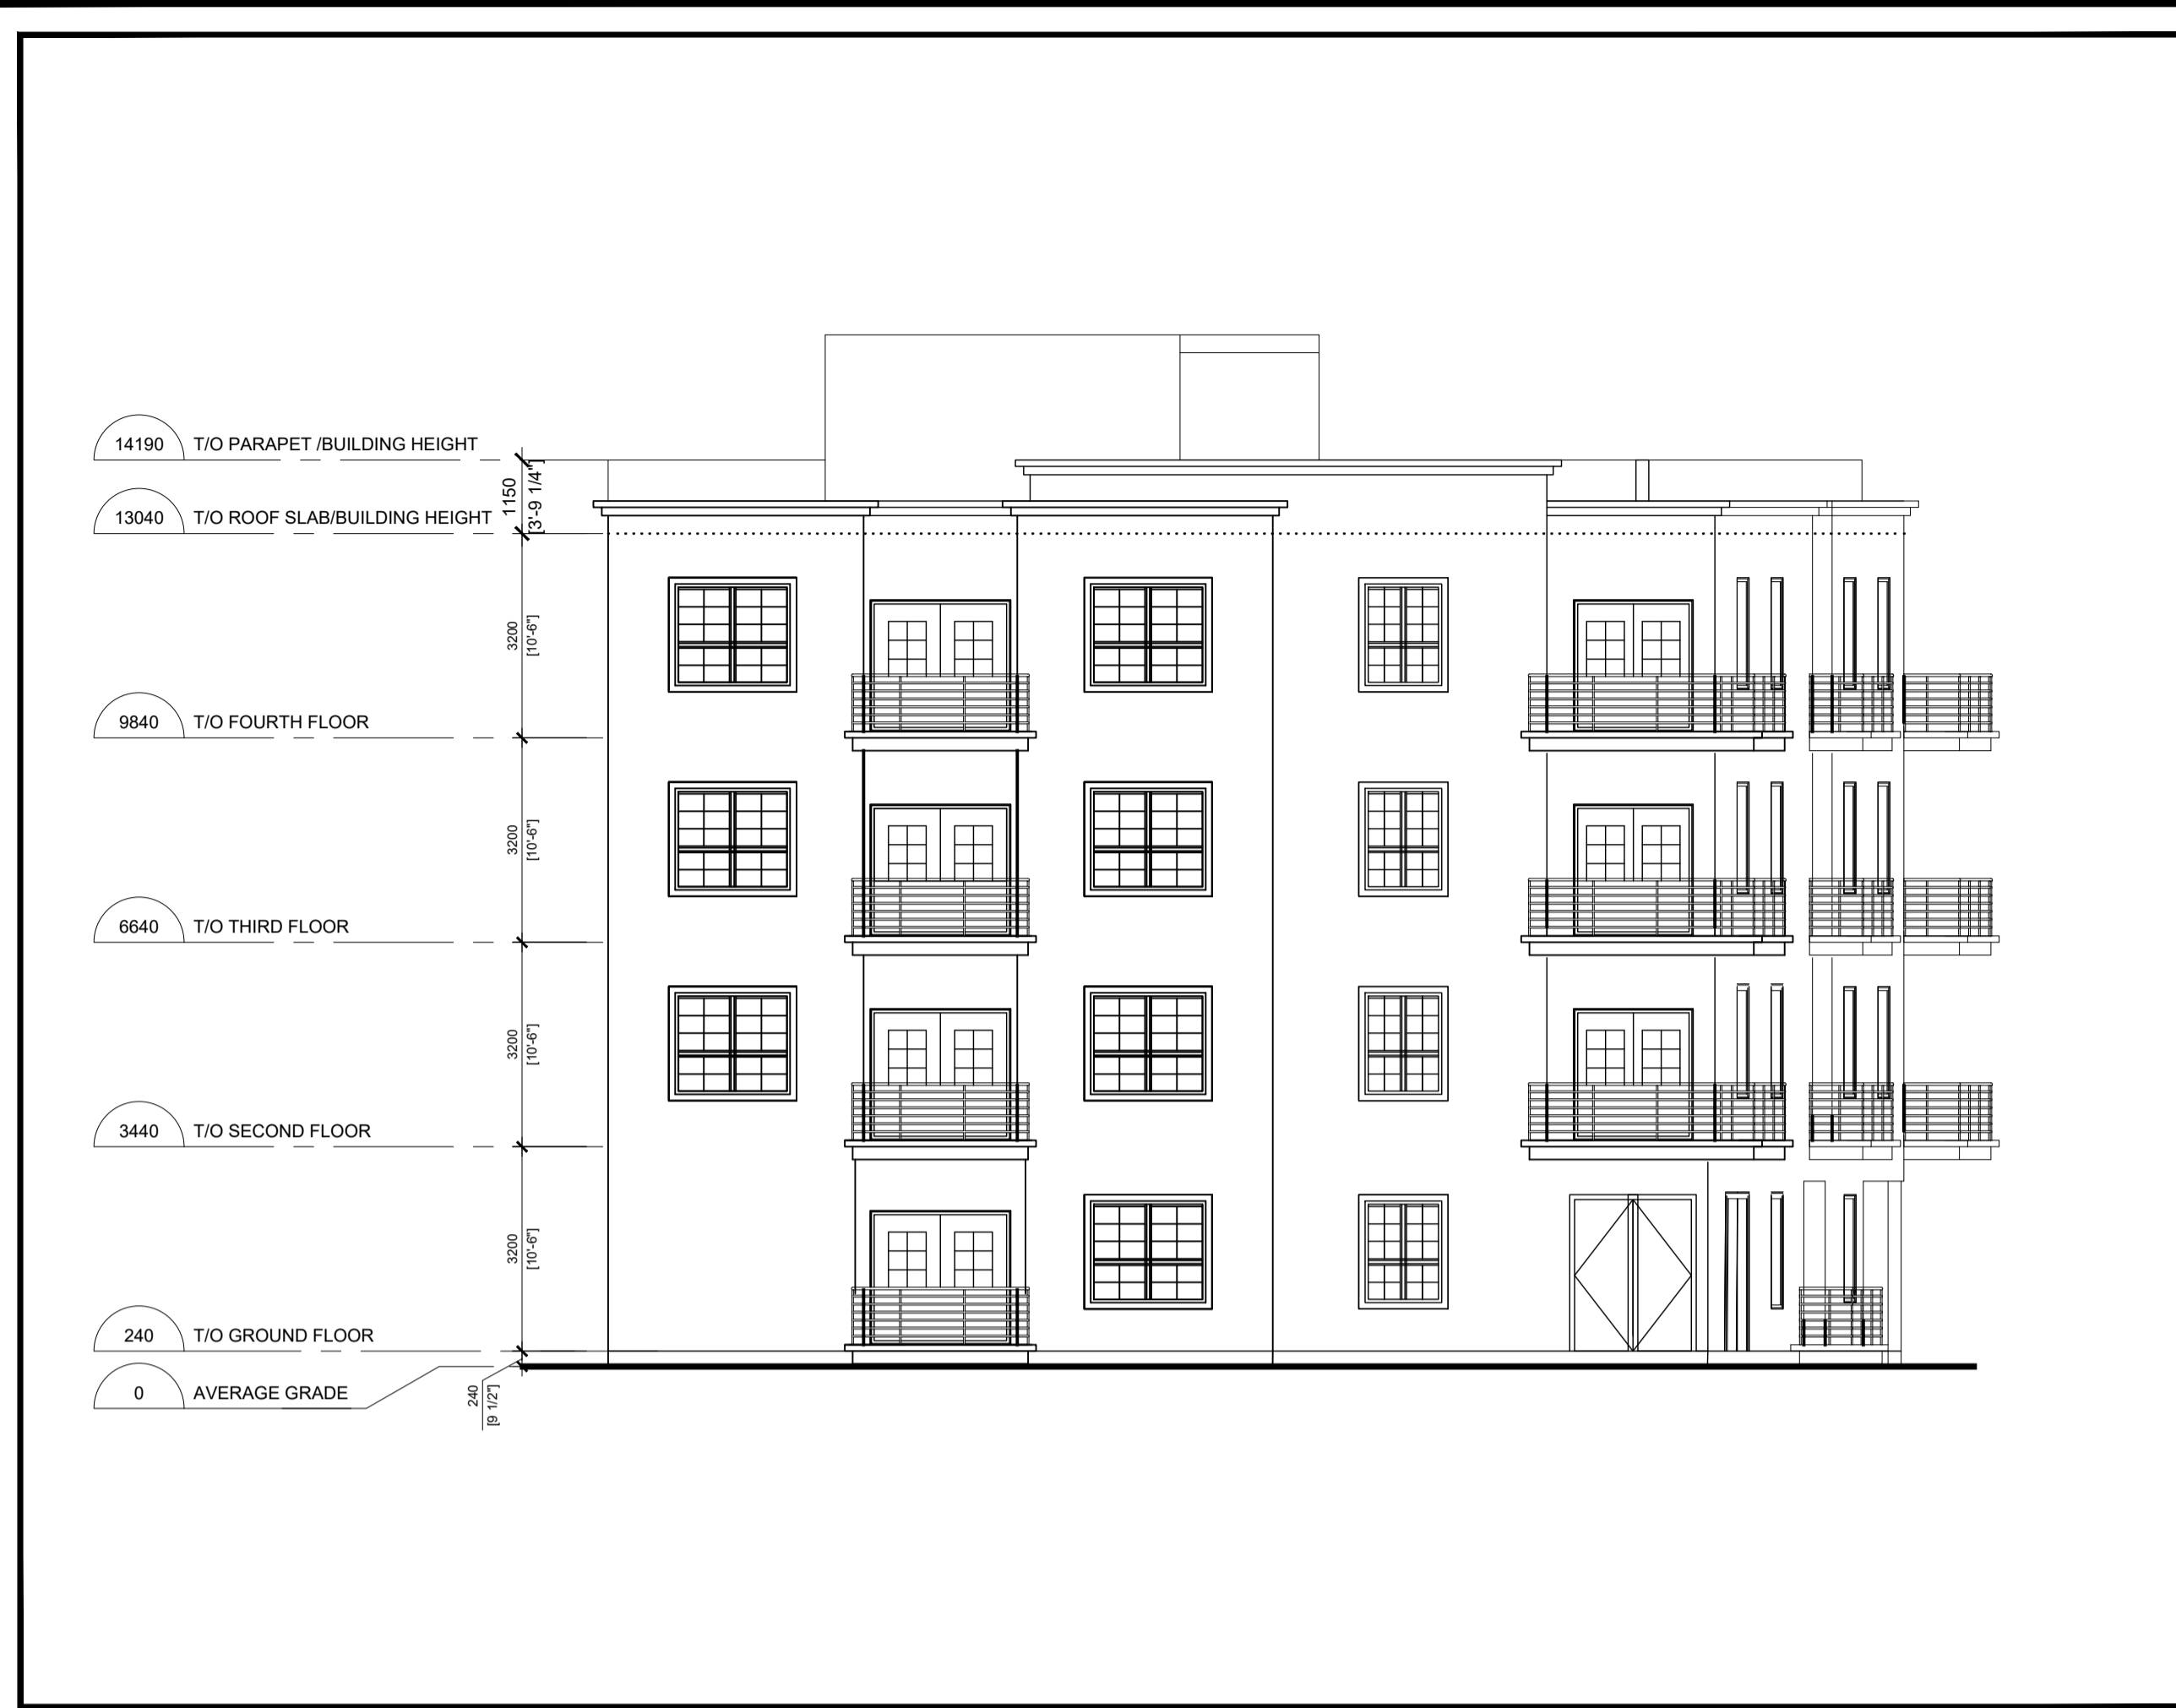 14190 T/O PARAPET /BUILDING HEIGHT
1150
[3'-9 1/4"]
13040 T/O ROOF SLAB/BUILDING HEIGHT
3200
[10'-6"]
9840 T/O FOURTH FLOOR
3200
[10'-6"]
6640 T/O THIRD FLOOR
3200
[10'-6"]
3440 T/O SECOND FLOOR
3200
[10'-6"]
240 T/O GROUND FLOOR
0 AVERAGE GRADE
240
[9 1/2"]